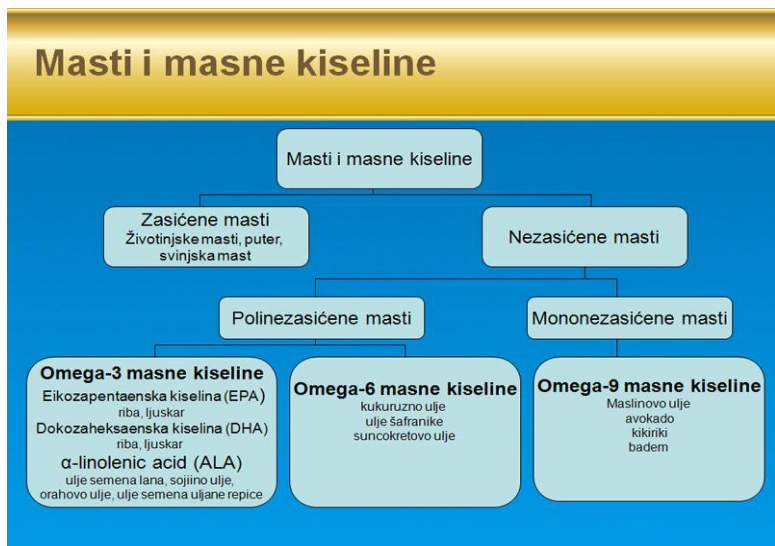 Masti i masne kiseline
Masti i masne kiseline
Zasićene masti
Životinjske masti, puter,
svinjska mast
Nezasićene masti
Polinezasićene masti
Mononezasićene masti
Omega-3 masne kiseline
Eikozapentaenska kiselina (EPA)
riba, ljuskar
Dokozaheksaenska kiselina (DHA)
riba, ljuskar
α-linolenic acid (ALA)
ulje semena lana, sojiino ulje,
orahovo ulje, ulje semena uljane repice
Omega-6 masne kiseline
kukuruzno ulje
ulje šafranike
suncokretovo ulje
Omega-9 masne kiseline
Maslinovo ulje
avokado
kikiriki
badem